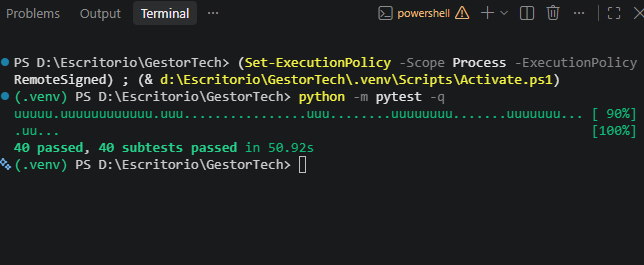 Problems Output Terminal ··· powershell
PS D:\Escritorio\GestorTech> (Set-ExecutionPolicy -Scope Process -ExecutionPolicy
RemoteSigned) ; (& d:\Escritorio\GestorTech\.venv\Scripts\Activate.ps1)
(.venv) PS D:\Escritorio\GestorTech> python -m pytest -q
uuuuu.uuuuuuuuuuuu.uuu................uuu........uuuuuuuu.......uuuuuuu... [ 90%]
.uu... [100%]
40 passed, 40 subtests passed in 50.92s
(.venv) PS D:\Escritorio\GestorTech>